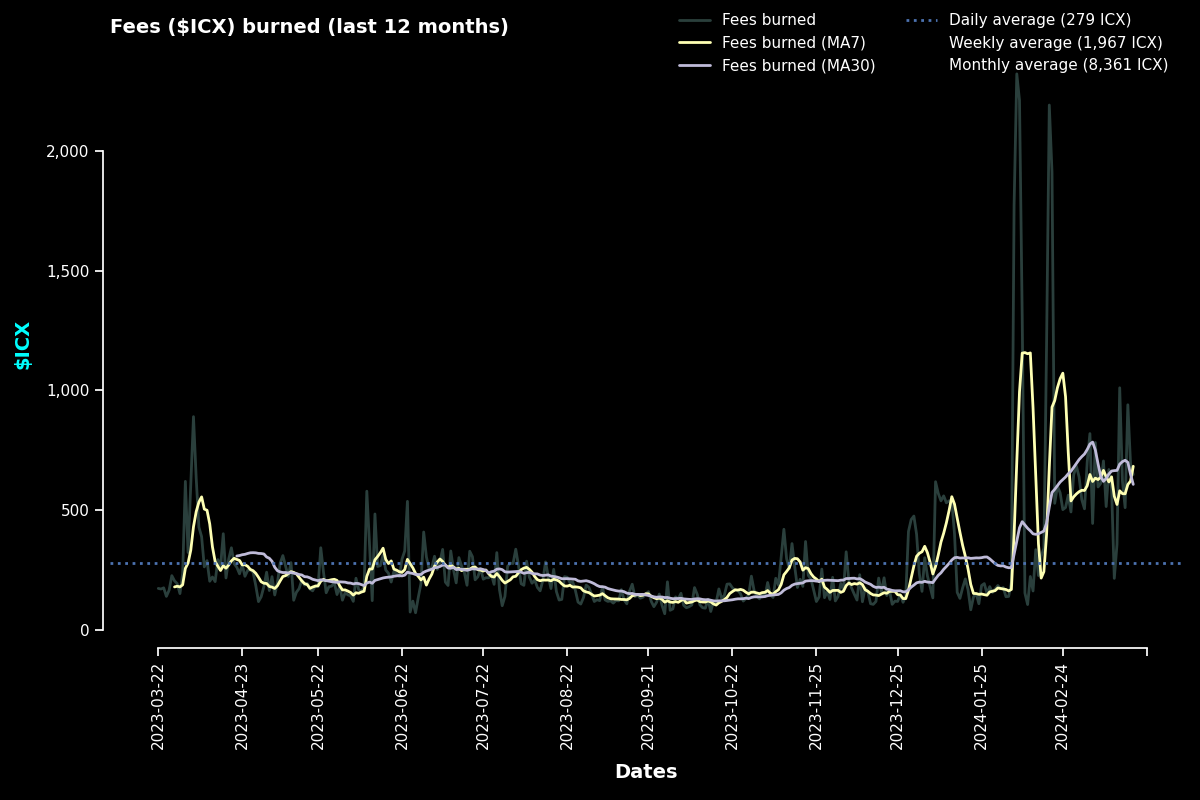 Fees ($ICX) burned (last 12 months)
Fees burned
Fees burned (MA7)
Fees burned (MA30)
Daily average (279 ICX)
Weekly average (1,967 ICX)
Monthly average (8,361 ICX)
2,000
1,500
1,000
500
0
$ICX
2023-03-22
2023-04-23
2023-05-22
2023-06-22
2023-07-22
2023-08-22
2023-09-21
2023-10-22
2023-11-25
2023-12-25
2024-01-25
2024-02-24
Dates